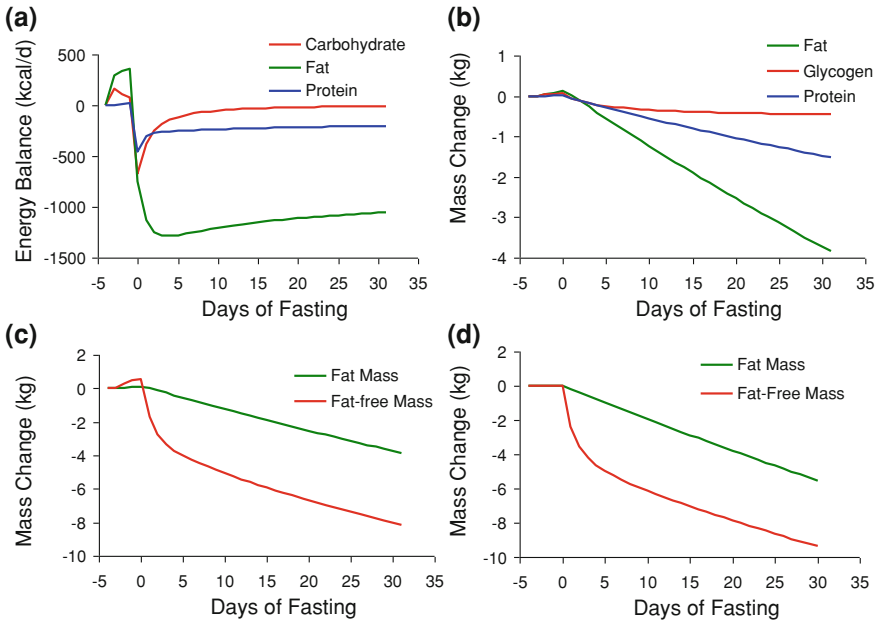 (a)
Energy Balance (kcal/d)
500
0
-500
-1000
-1500
Carbohydrate
Fat
Protein
-5 0 5 10 15 20 25 30 35
Days of Fasting
(b)
Mass Change (kg)
1
0
-1
-2
-3
-4
Fat
Glycogen
Protein
-5 0 5 10 15 20 25 30 35
Days of Fasting
(c)
Mass Change (kg)
2
0
-2
-4
-6
-8
-10
Fat Mass
Fat-free Mass
-5 0 5 10 15 20 25 30 35
Days of Fasting
(d)
Mass Change (kg)
2
0
-2
-4
-6
-8
-10
Fat Mass
Fat-Free Mass
-5 0 5 10 15 20 25 30 35
Days of Fasting